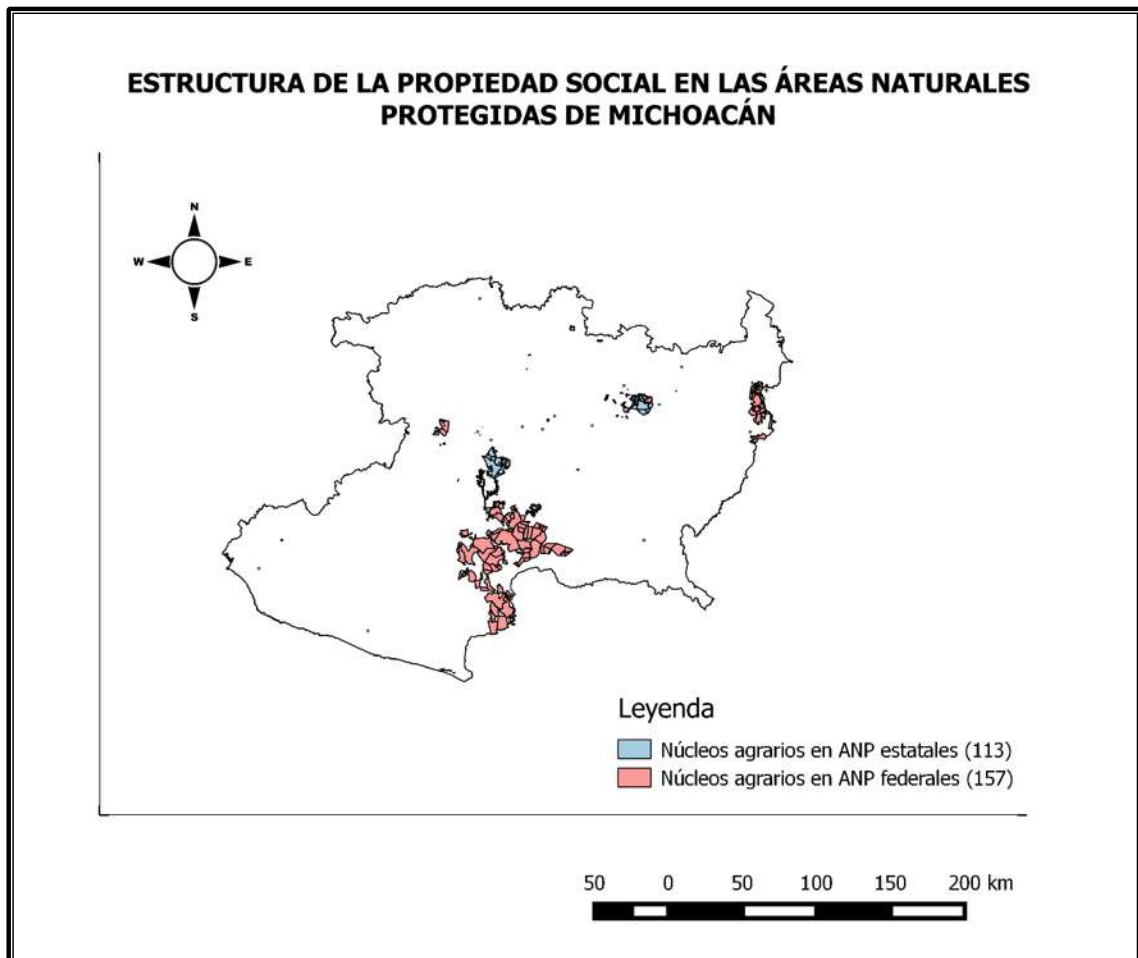 ESTRUCTURA DE LA PROPIEDAD SOCIAL EN LAS ÁREAS NATURALES
PROTEGIDAS DE MICHOACÁN
N
W E
S
Leyenda
Núcleos agrarios en ANP estatales (113)
Núcleos agrarios en ANP federales (157)
50 0 50 100 150 200 km